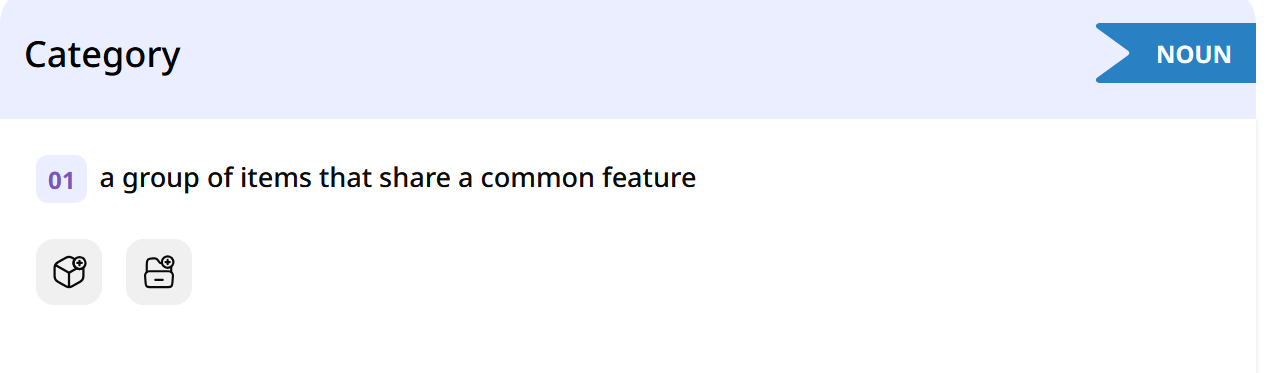 Category
NOUN
01 a group of items that share a common feature